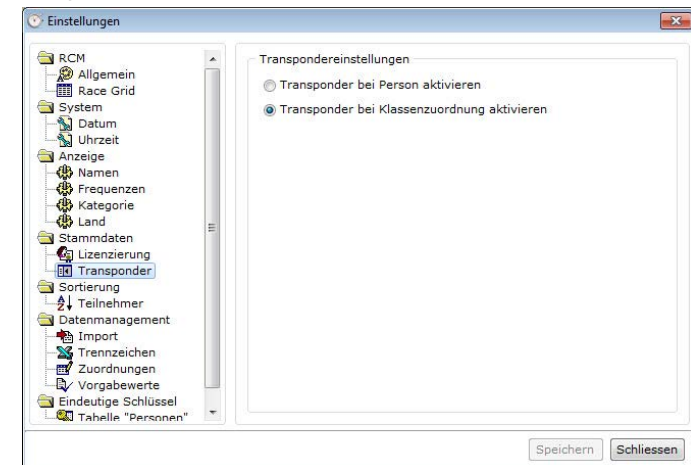 Einstellungen
RCM
Allgemein
Race Grid
System
Datum
Uhrzeit
Anzeige
Namen
Frequenzen
Kategorie
Land
Stammdaten
Lizenzierung
Transponder
Sortierung
Teilnehmer
Datenmanagement
Import
Trennzeichen
Zuordnungen
Vorgabewerte
Eindeutige Schlüssel
Tabelle "Personen"
Transpondereinstellungen
Transponder bei Person aktivieren
Transponder bei Klassenzuordnung aktivieren
Speichern
Schliessen